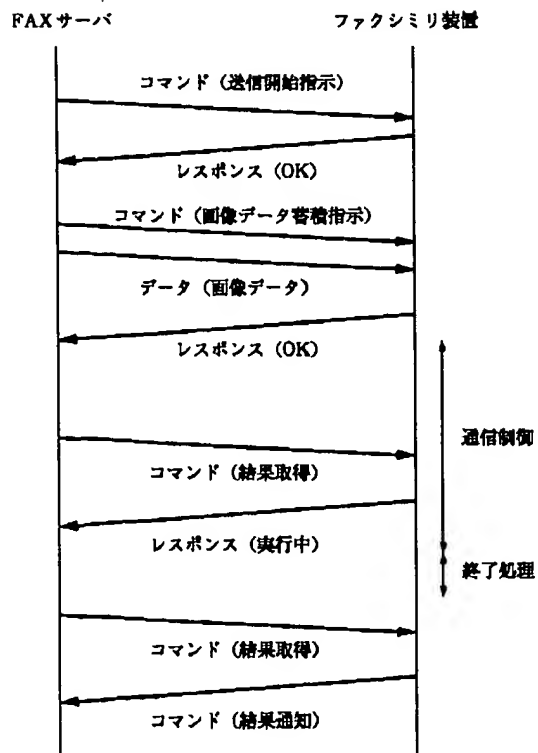 FAXサーバ
ファクシミリ装置
コマンド（送信開始指示）
レスポンス（OK）
コマンド（画像データ蓄積指示）
データ（画像データ）
レスポンス（OK）
通信制御
コマンド（結果取得）
レスポンス（実行中）
終了処理
コマンド（結果取得）
コマンド（結果通知）